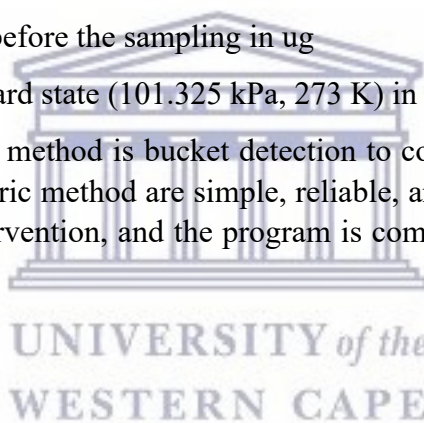 before the sampling in ug
ard state (101.325 kPa, 273 K) in
method is bucket detection to co
ric method are simple, reliable, a
rvention, and the program is com
UNIVERSITY of the
WESTERN CAPE